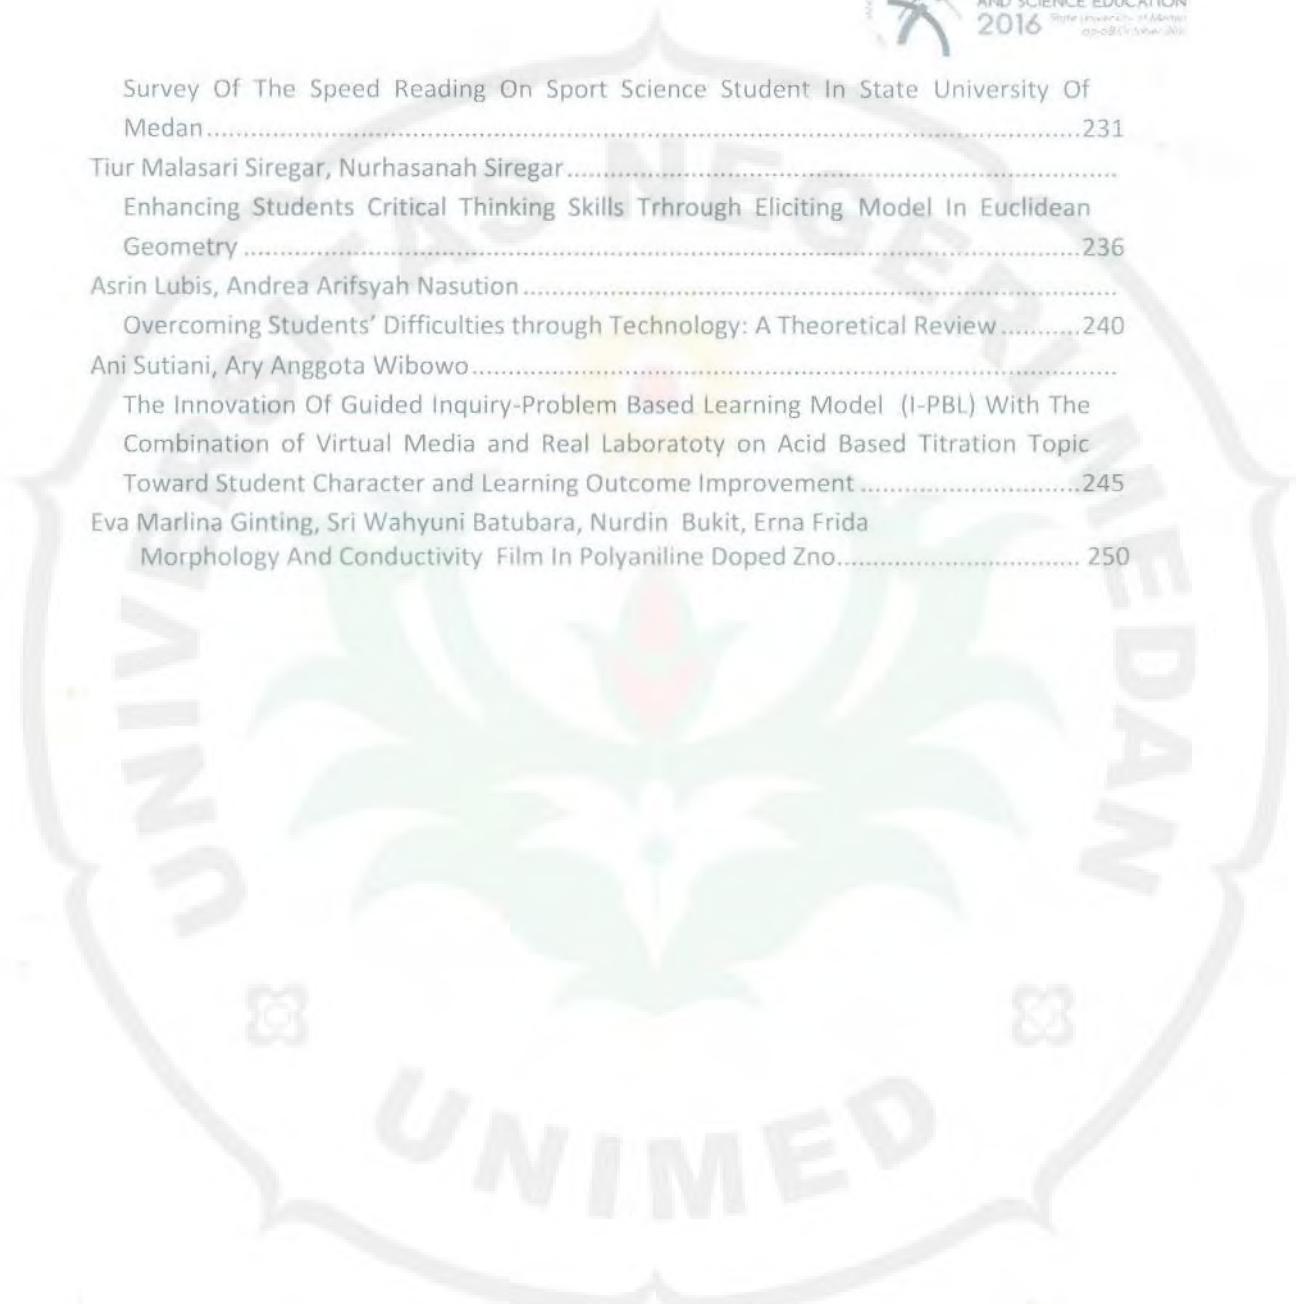 AND SCIENCE EDUCATION
2016
Survey Of The Speed Reading On Sport Science Student In State University Of
Medan.....231
Tiur Malasari Siregar, Nurhasanah Siregar.....
Enhancing Students Critical Thinking Skills Trhrough Eliciting Model In Euclidean
Geometry.....236
Asrin Lubis, Andrea Arifsyah Nasution.....
Overcoming Students' Difficulties through Technology: A Theoretical Review...........240
Ani Sutiani, Ary Anggota Wibowo.....
The Innovation Of Guided Inquiry-Problem Based Learning Model (I-PBL) With The
Combination of Virtual Media and Real Laboratoty on Acid Based Titration Topic
Toward Student Character and Learning Outcome Improvement.....245
Eva Marlina Ginting, Sri Wahyuni Batubara, Nurdin Bukit, Erna Frida
Morphology And Conductivity Film In Polyaniline Doped Zno..... 250
UNIVERSITAS NEGERI MEDAN
UNIMED